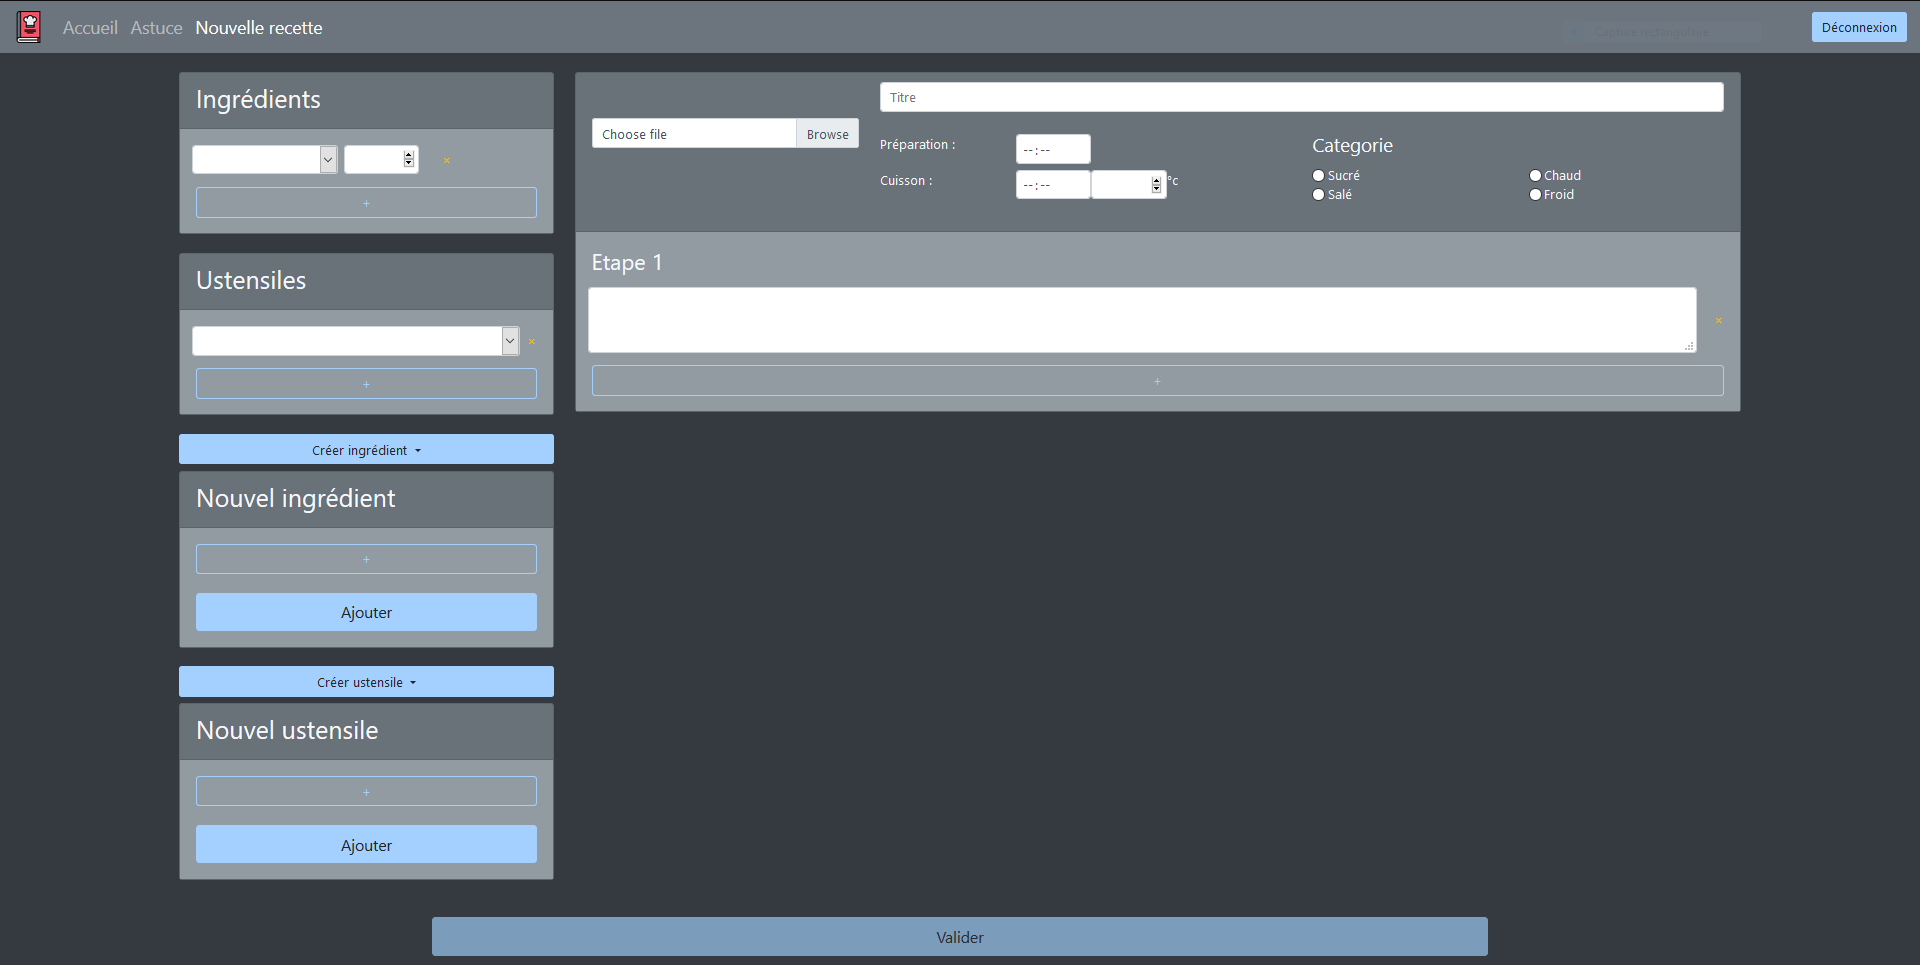 Accueil Astuce Nouvelle recette
Déconnexion
Ingrédients
×
+
Ustensiles
×
+
Créer ingrédient
Nouvel ingrédient
+
Ajouter
Créer ustensile
Nouvel ustensile
+
Ajouter
Choose file Browse
Titre
Préparation : --:--
Cuisson : --:-- °c
Categorie
Sucré Chaud
Salé Froid
Etape 1
×
+
Valider